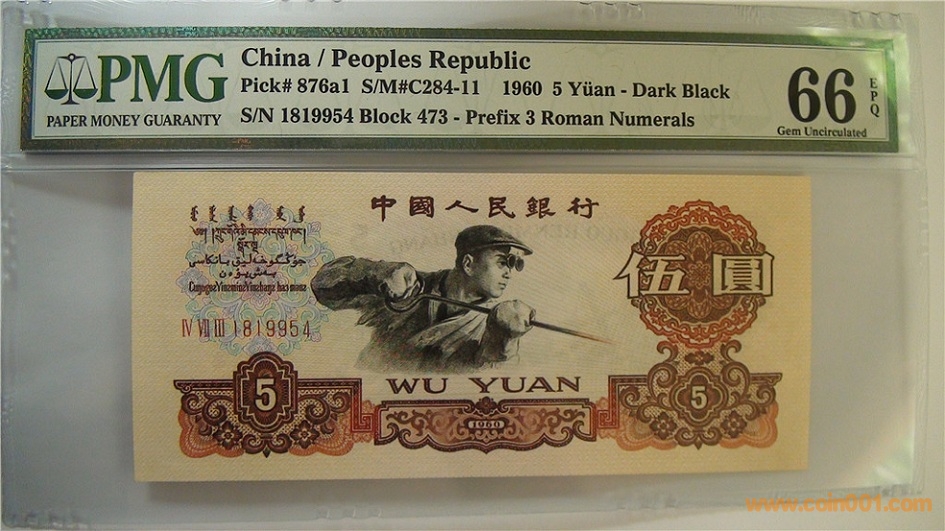 PMG
PAPER MONEY GUARANTY
China / Peoples Republic
Pick# 876a1 S/M#C284-11 1960 5 Yüan - Dark Black
S/N 1819954 Block 473 - Prefix 3 Roman Numerals
66
EPQ
Gem Uncirculated
中國人民銀行
伍圓
IV VII III 1819954
WU YUAN
5
1960
5
www.coin001.com